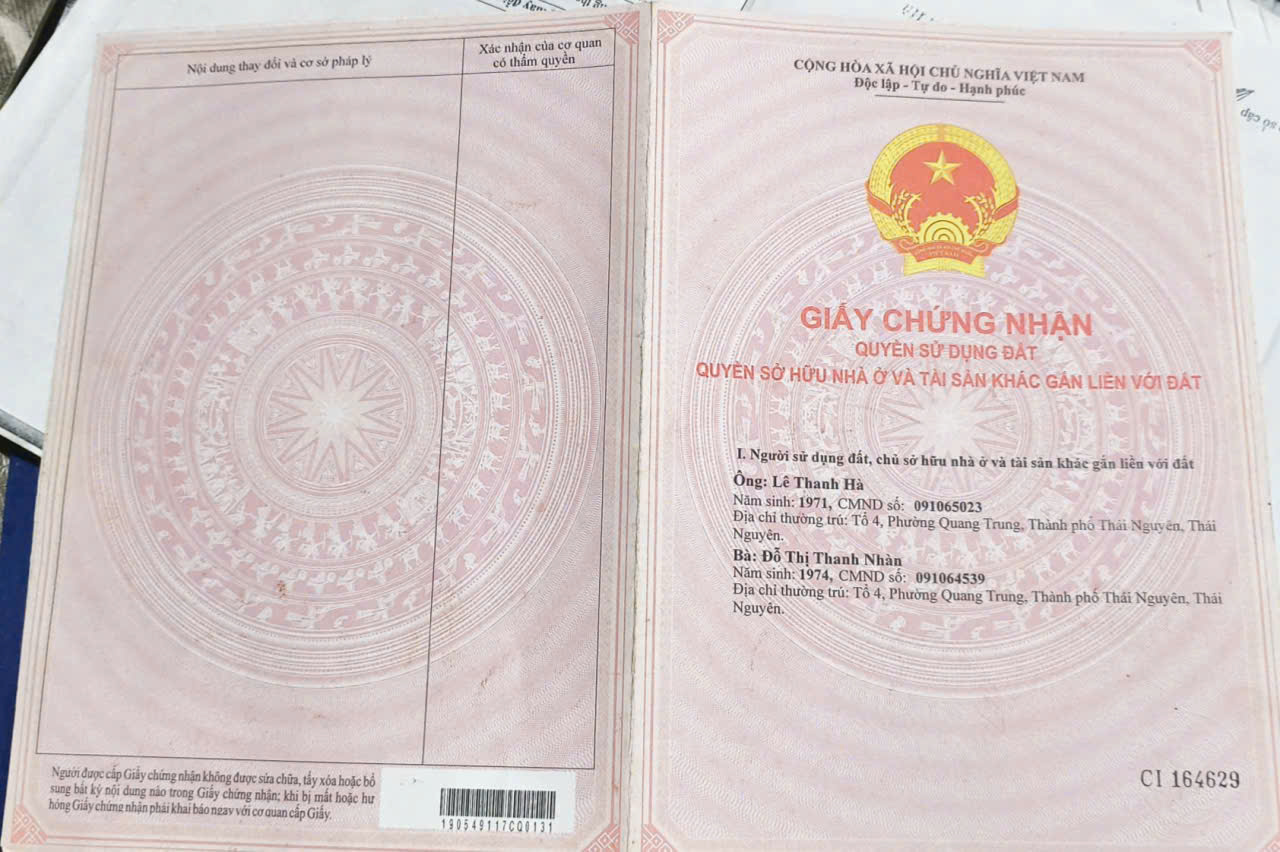 Nội dung thay đổi và cơ sở pháp lý
Xác nhận của cơ quan
có thẩm quyền
Người được cấp Giấy chứng nhận không được sửa chữa, tẩy xóa hoặc bổ
sung bất kỳ nội dung nào trong Giấy chứng nhận; khi bị mất hoặc hư
hỏng Giấy chứng nhận phải khai báo ngay với cơ quan cấp Giấy.
190549117CQ0131
CỘNG HÒA XÃ HỘI CHỦ NGHĨA VIỆT NAM
Độc lập - Tự do - Hạnh phúc
VIỆT NAM
GIẤY CHỨNG NHẬN
QUYỀN SỬ DỤNG ĐẤT
QUYỀN SỞ HỮU NHÀ Ở VÀ TÀI SẢN KHÁC GẮN LIỀN VỚI ĐẤT
I. Người sử dụng đất, chủ sở hữu nhà ở và tài sản khác gắn liền với đất
Ông: Lê Thanh Hà
Năm sinh: 1971, CMND số: 091065023
Địa chỉ thường trú: Tổ 4, Phường Quang Trung, Thành phố Thái Nguyên, Thái
Nguyên.
Bà: Đỗ Thị Thanh Nhàn
Năm sinh: 1974, CMND số: 091064539
Địa chỉ thường trú: Tổ 4, Phường Quang Trung, Thành phố Thái Nguyên, Thái
Nguyên.
CI 164629